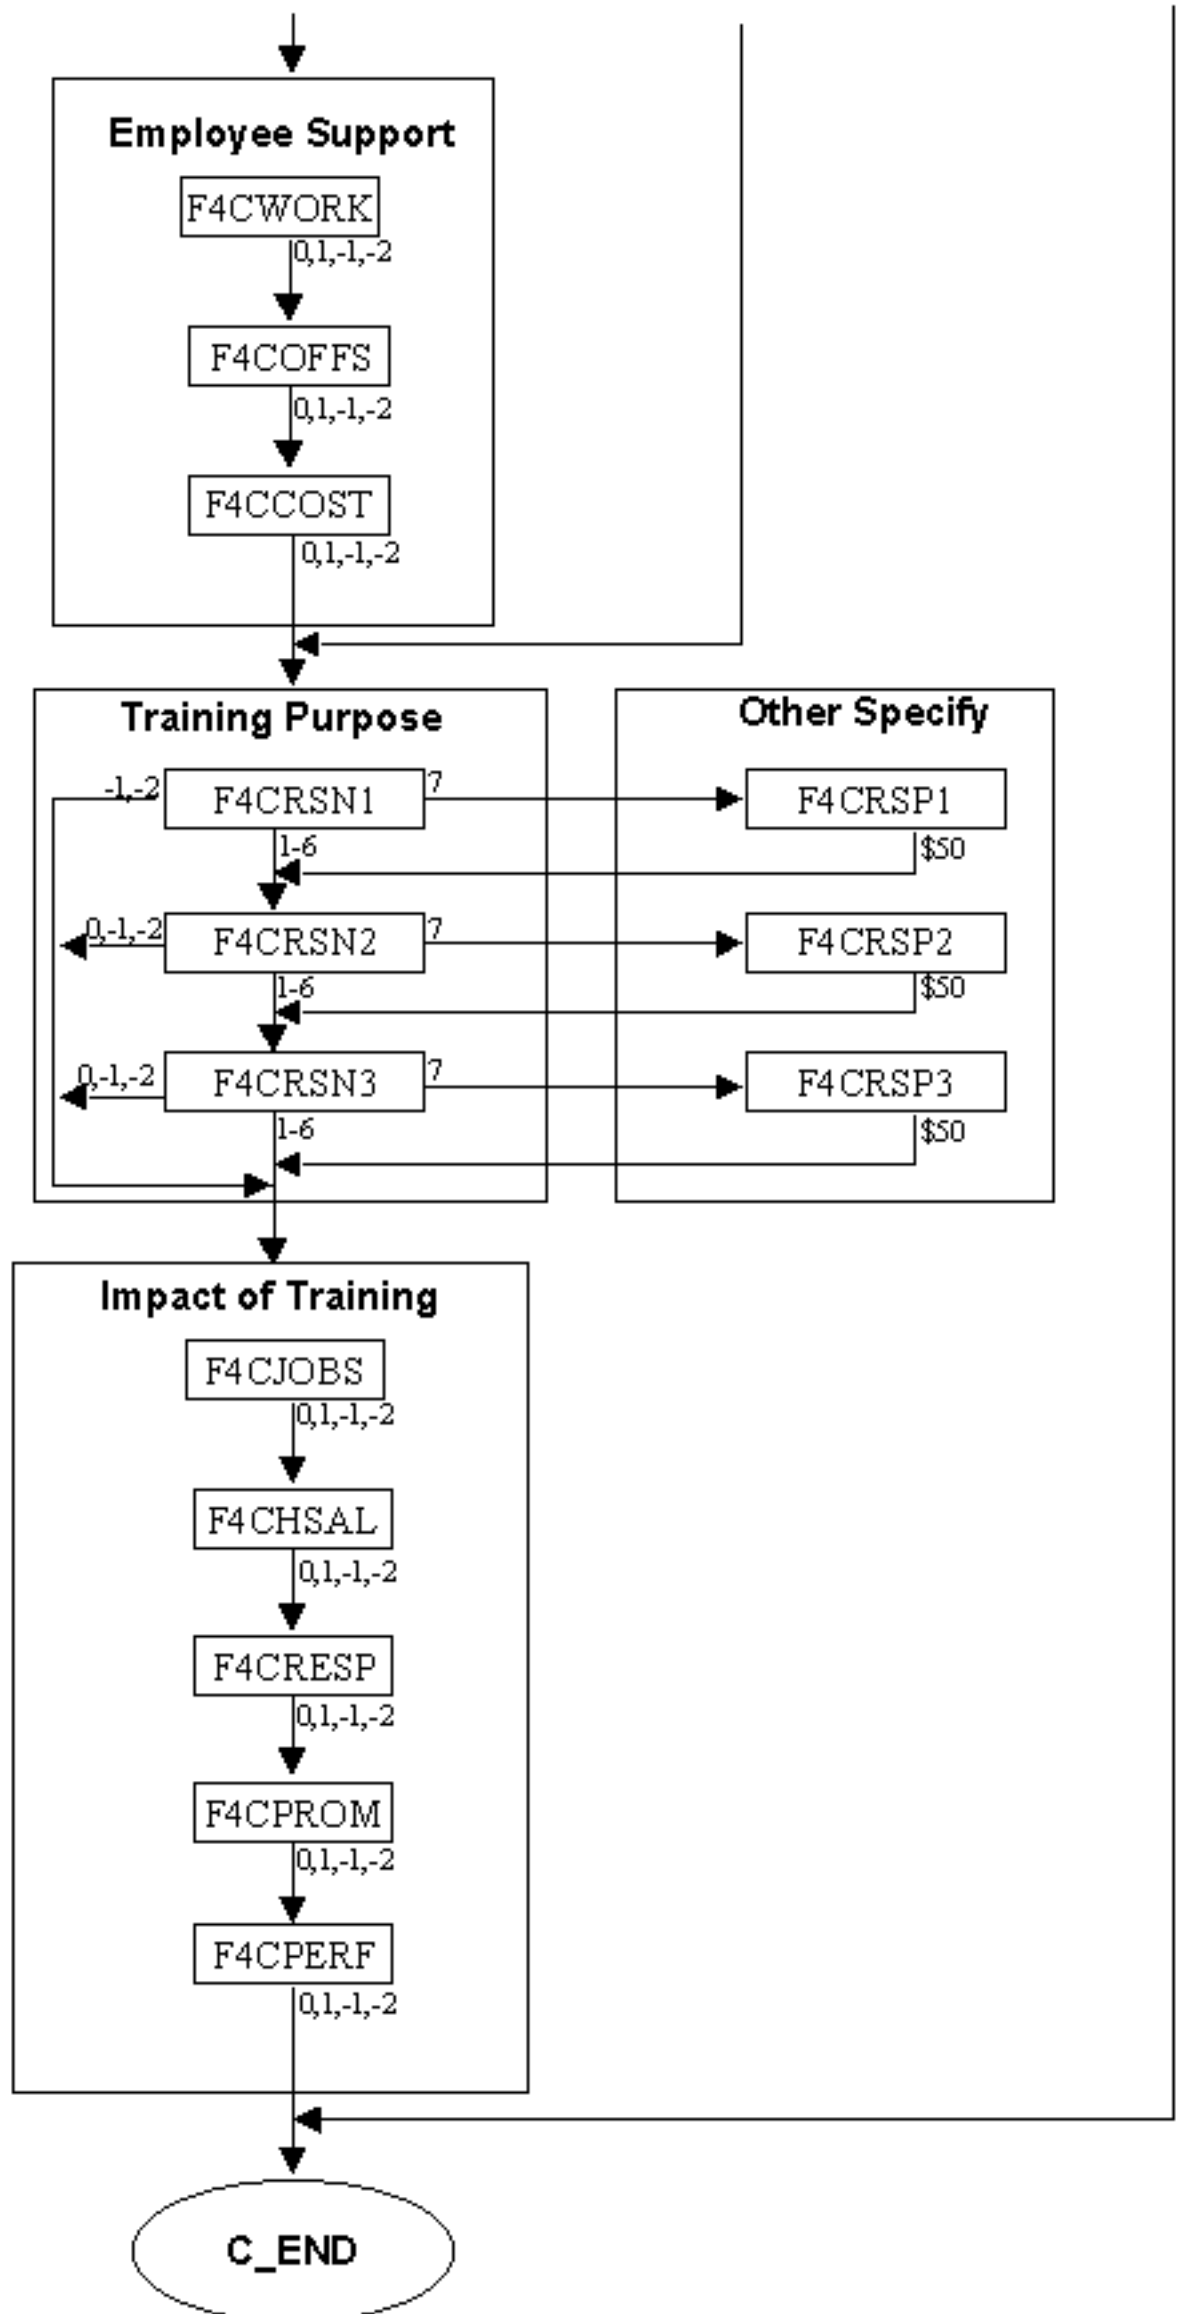 Employee Support
F4CWORK
0,1,-1,-2
F4COFFS
0,1,-1,-2
F4CCOST
0,1,-1,-2
Training Purpose
Other Specify
-1,-2
F4CRSN1
7
F4CRSP1
1-6
$50
0,-1,-2
F4CRSN2
7
F4CRSP2
1-6
$50
0,-1,-2
F4CRSN3
7
F4CRSP3
1-6
$50
Impact of Training
F4CJOBS
0,1,-1,-2
F4CHSAL
0,1,-1,-2
F4CRESP
0,1,-1,-2
F4CPROM
0,1,-1,-2
F4CPERF
0,1,-1,-2
C_END